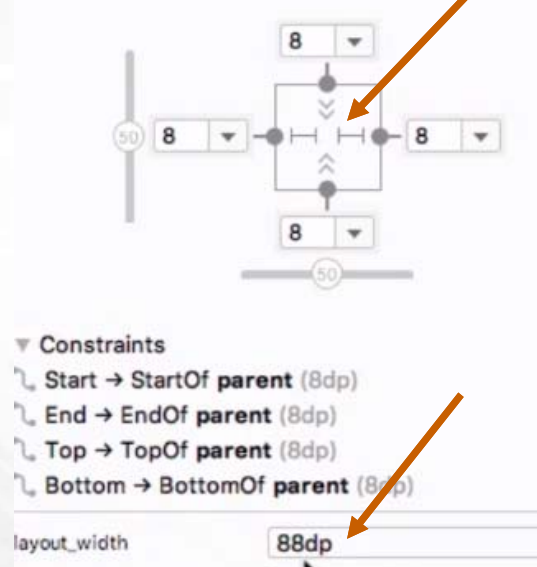 8
50 8 8
8
50
Constraints
Start → StartOf parent (8dp)
End → EndOf parent (8dp)
Top → TopOf parent (8dp)
Bottom → BottomOf parent (8dp)
layout_width 88dp